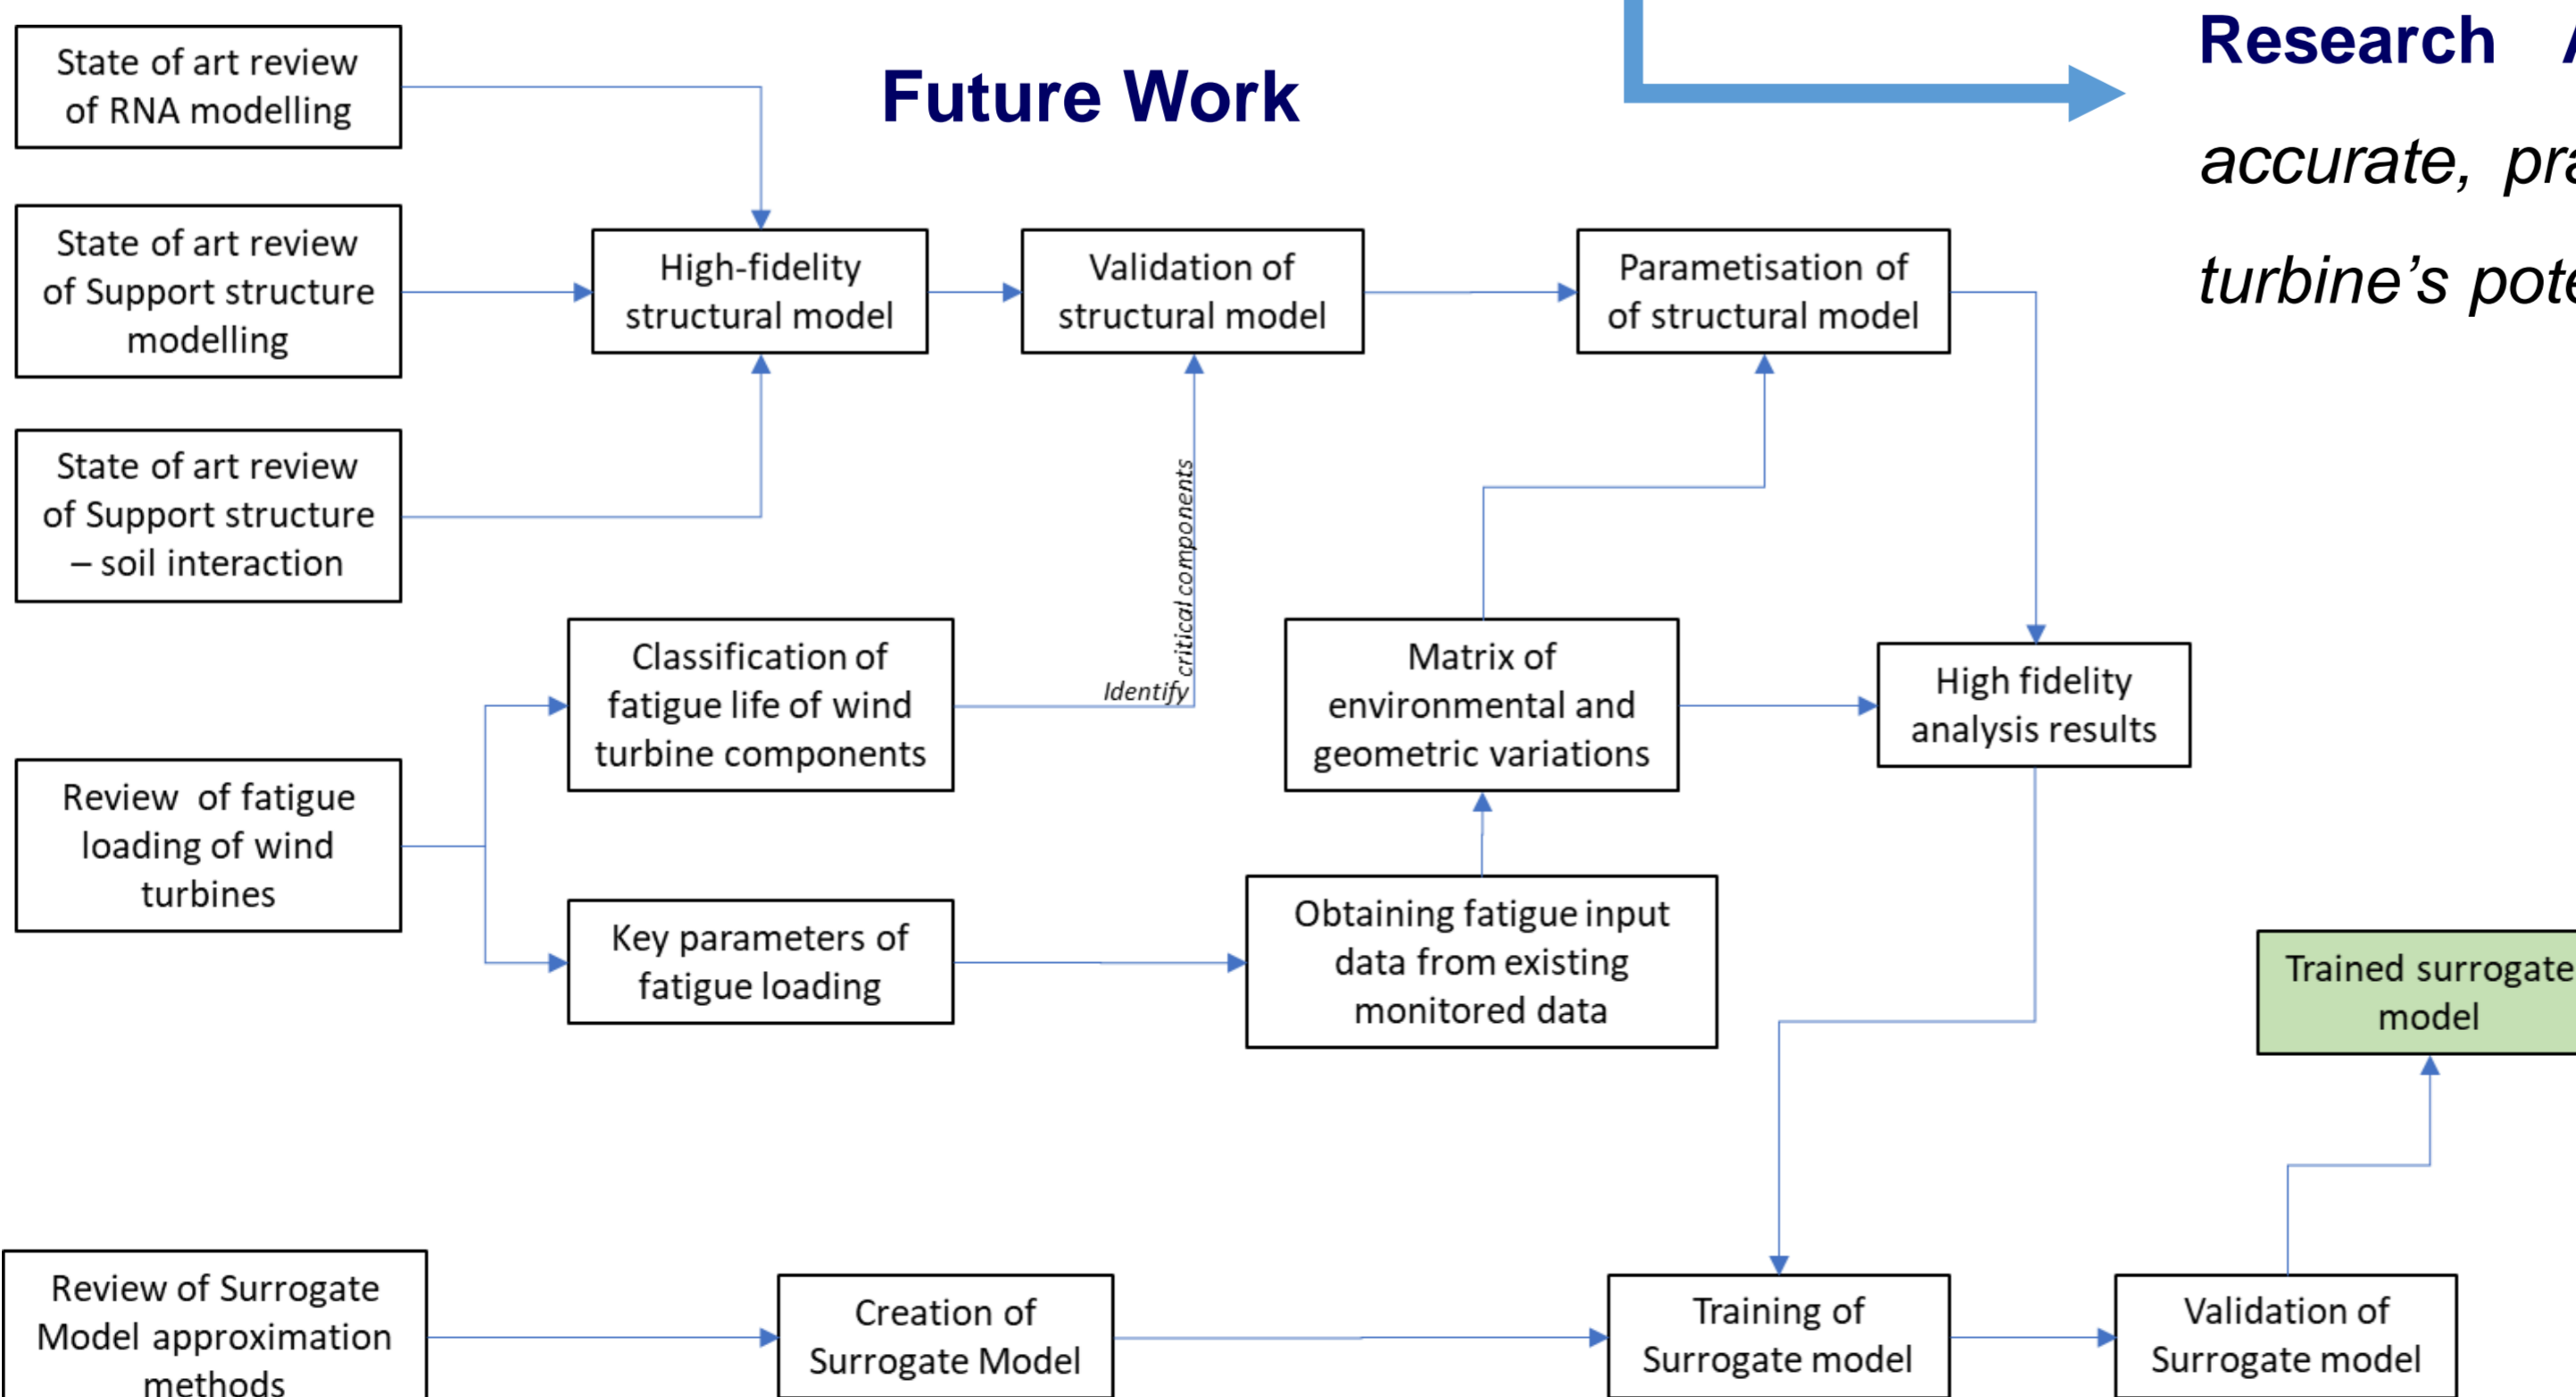 Future Work
Research
accurate,
turbine’s
State of art review
of RNA modelling
State of art review
of Support structure
modelling
State of art review
of Support structure
– soil interaction
High-fidelity
structural model
Validation of
structural model
Parametisation of
of structural model
Identify
critical components
Classification of
fatigue life of wind
turbine components
Matrix of
environmental and
geometric variations
High fidelity
analysis results
Review of fatigue
loading of wind
turbines
Key parameters of
fatigue loading
Obtaining fatigue input
data from existing
monitored data
Trained surrogate
model
Review of Surrogate
Model approximation
methods
Creation of
Surrogate Model
Training of
Surrogate model
Validation of
Surrogate model